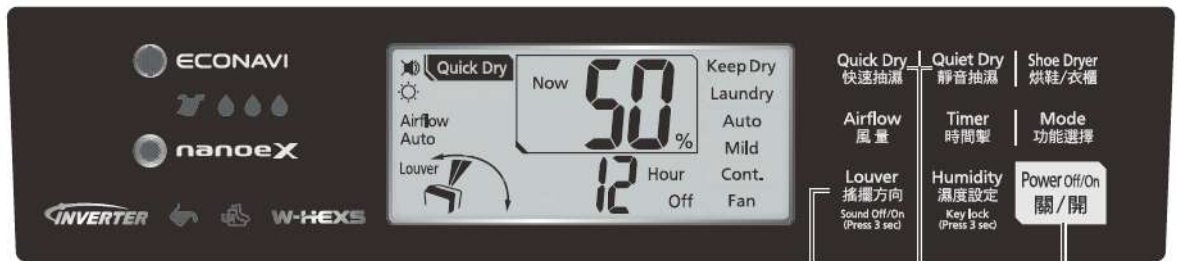 ECONAVI
nanoeX
INVERTER
W-HEXS
Quick Dry
Now 50 %
Airflow
Auto
Louver
12 Hour
Off
Keep Dry
Laundry
Auto
Mild
Cont.
Fan
Quick Dry
快速抽濕
Quiet Dry
靜音抽濕
Shoe Dryer
烘鞋/衣櫃
Airflow
風量
Timer
時間掣
Mode
功能選擇
Louver
搖擺方向
Sound Off/On
(Press 3 sec)
Humidity
濕度設定
Key lock
(Press 3 sec)
Power Off/On
關/開